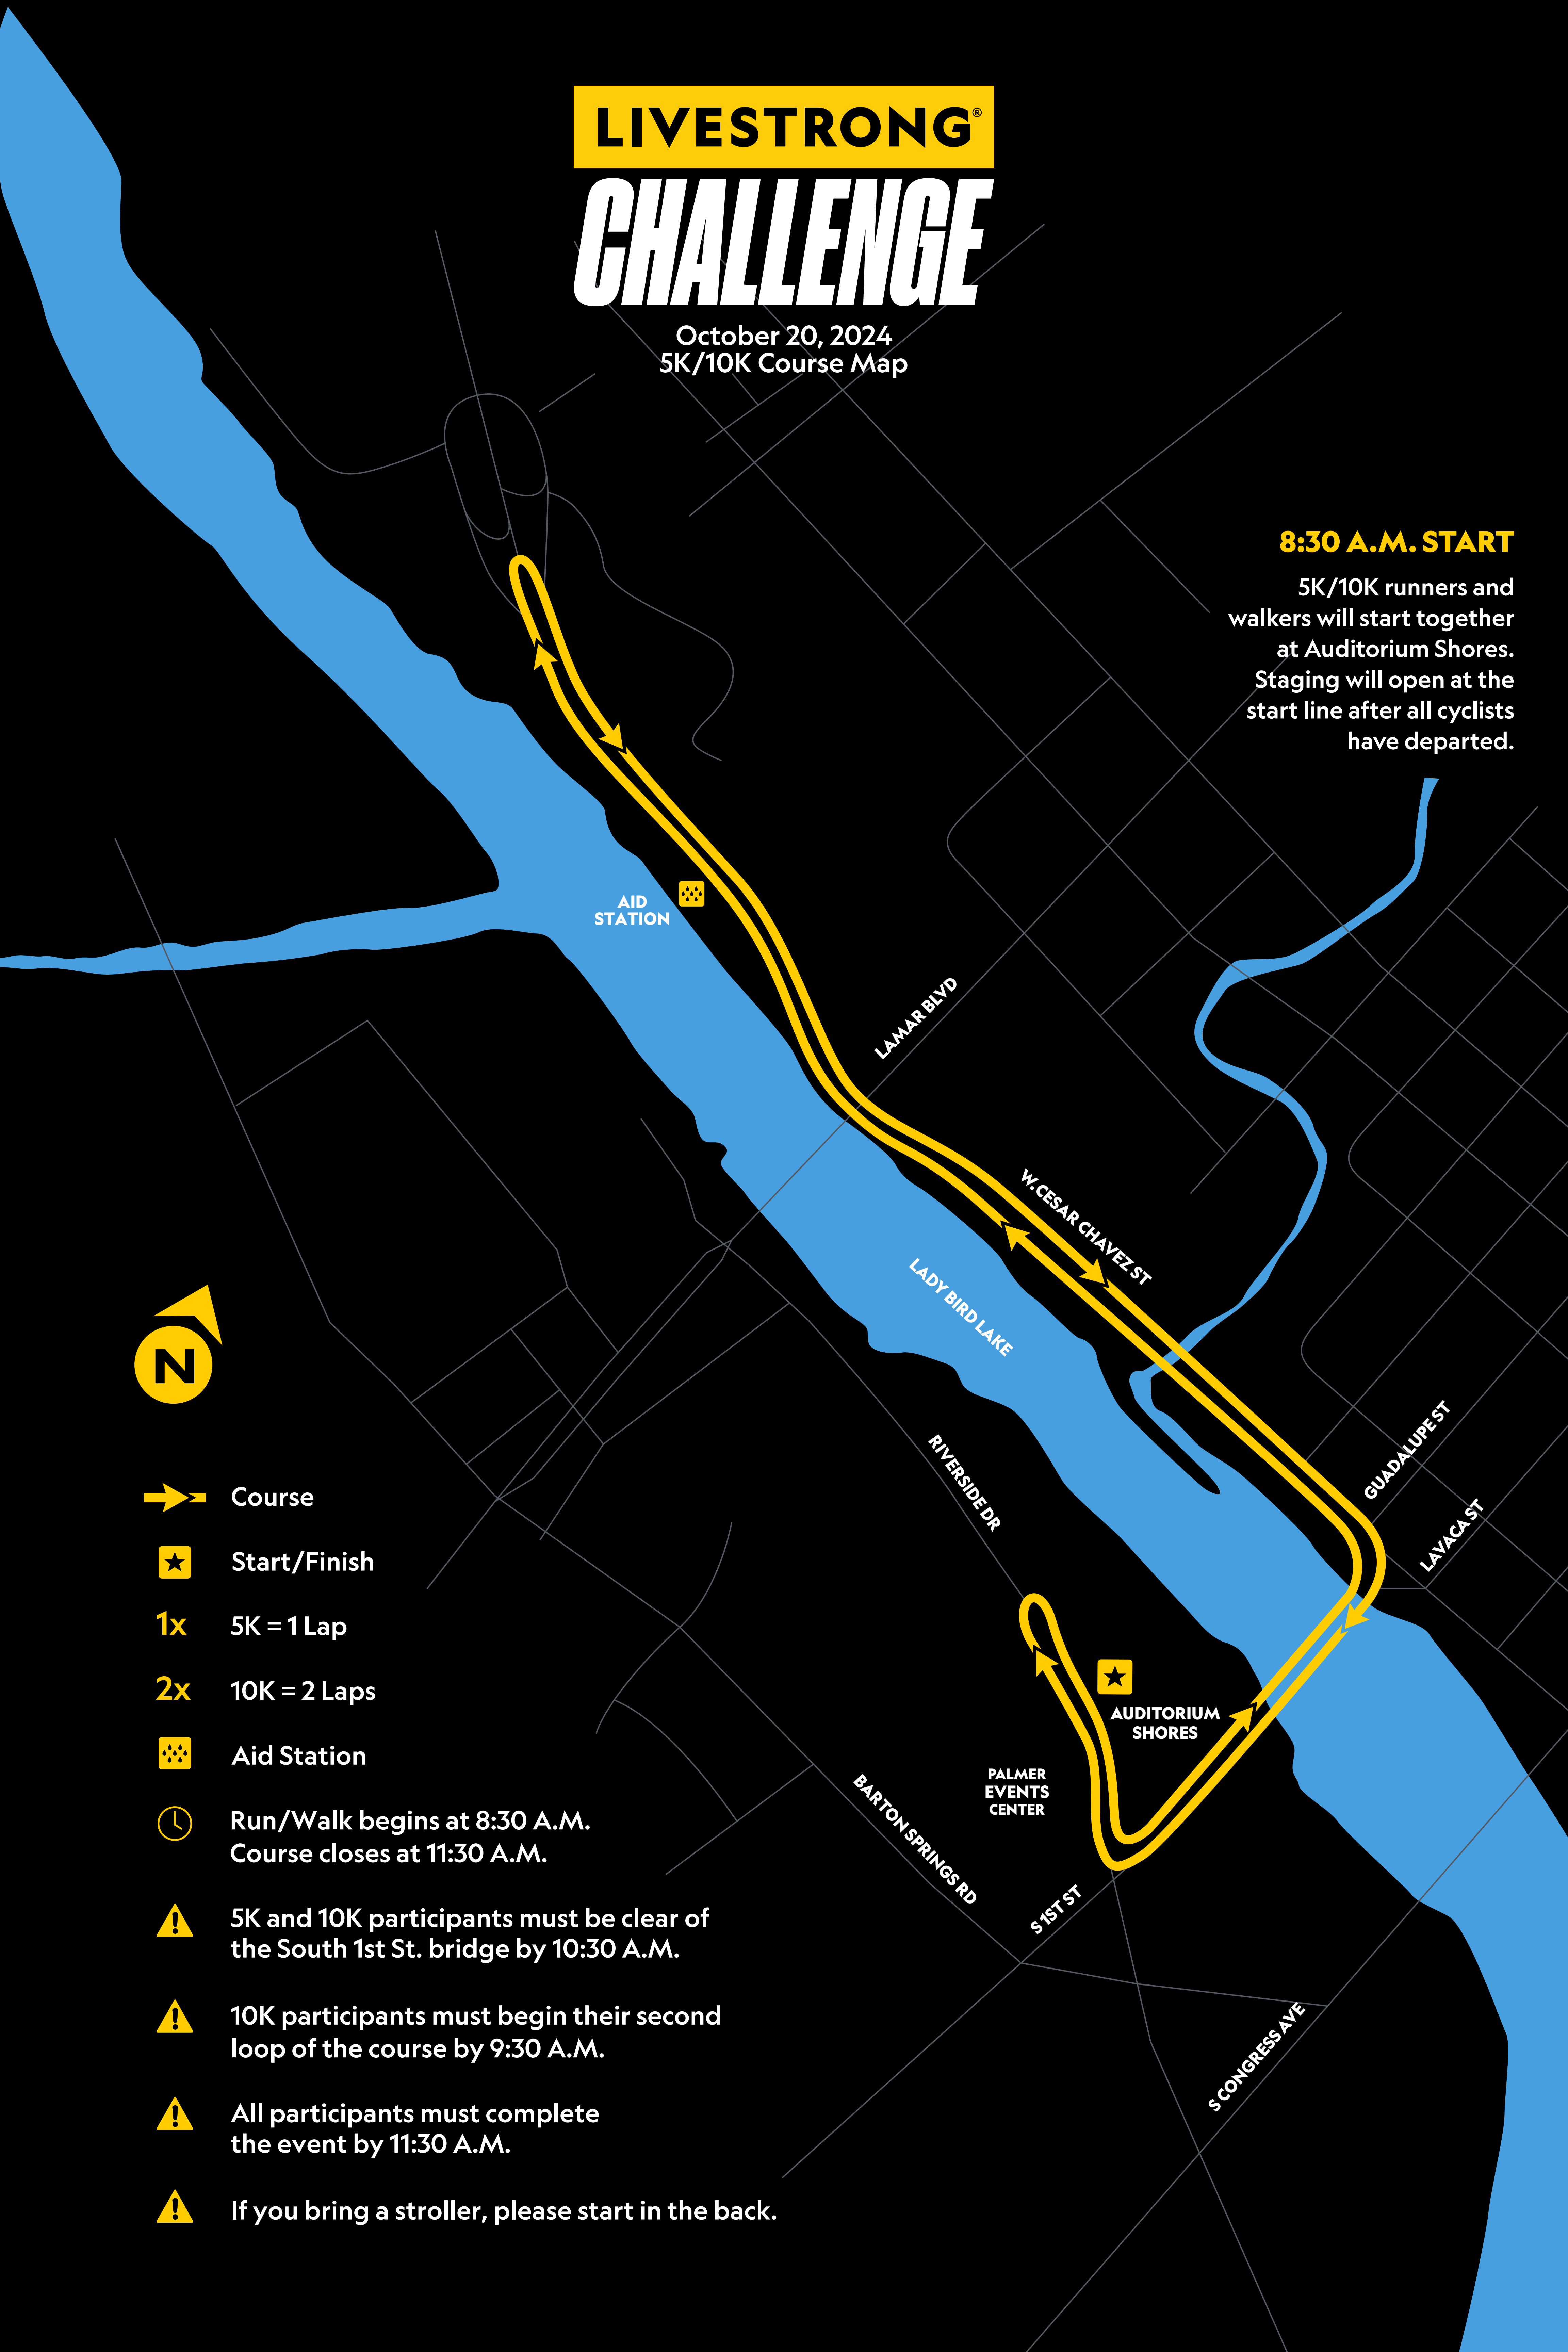 LIVESTRONG®
CHALLENGE
October 20, 2024
5K/10K Course Map
8:30 A.M. START
5K/10K runners and
walkers will start together
at Auditorium Shores.
Staging will open at the
start line after all cyclists
have departed.
AID
STATION
LAMAR BLVD
W. CESAR CHAVEZ ST
LADY BIRD LAKE
RIVERSIDE DR
GUADALUPE ST
LAVACA ST
AUDITORIUM
SHORES
PALMER
EVENTS
CENTER
BARTON SPRINGS RD
S 1ST ST
S CONGRESS AVE
N
Course
Start/Finish
1x 5K = 1 Lap
2x 10K = 2 Laps
Aid Station
Run/Walk begins at 8:30 A.M.
Course closes at 11:30 A.M.
5K and 10K participants must be clear of
the South 1st St. bridge by 10:30 A.M.
10K participants must begin their second
loop of the course by 9:30 A.M.
All participants must complete
the event by 11:30 A.M.
If you bring a stroller, please start in the back.